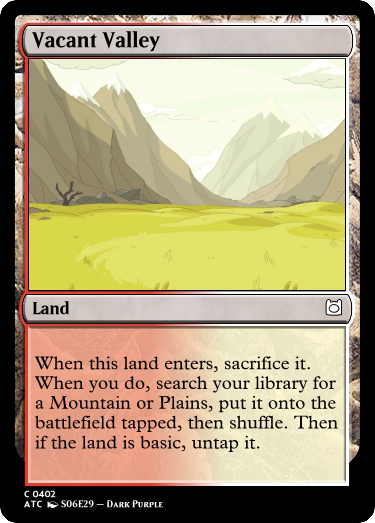 Vacant Valley
Land
When this land enters, sacrifice it.
When you do, search your library for
a Mountain or Plains, put it onto the
battlefield tapped, then shuffle. Then
if the land is basic, untap it.
C 0402
ATC S06E29 – Dark Purple